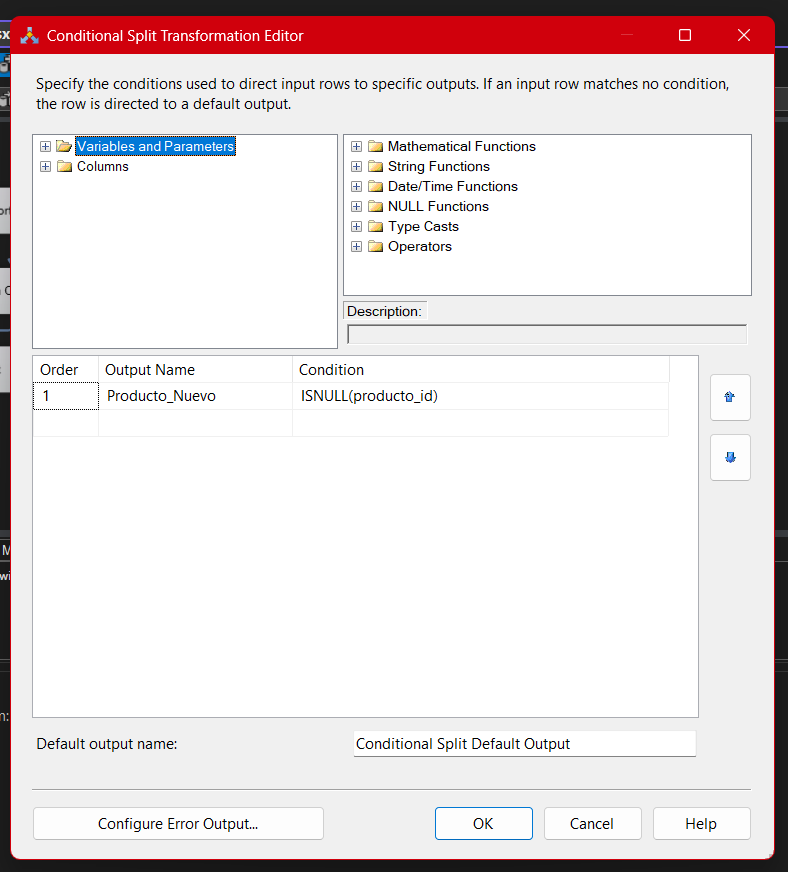 Conditional Split Transformation Editor
Specify the conditions used to direct input rows to specific outputs. If an input row matches no condition,
the row is directed to a default output.
Variables and Parameters
Columns
Mathematical Functions
String Functions
Date/Time Functions
NULL Functions
Type Casts
Operators
Description:
Order Output Name Condition
1 Producto_Nuevo ISNULL(producto_id)
Default output name: Conditional Split Default Output
Configure Error Output... OK Cancel Help